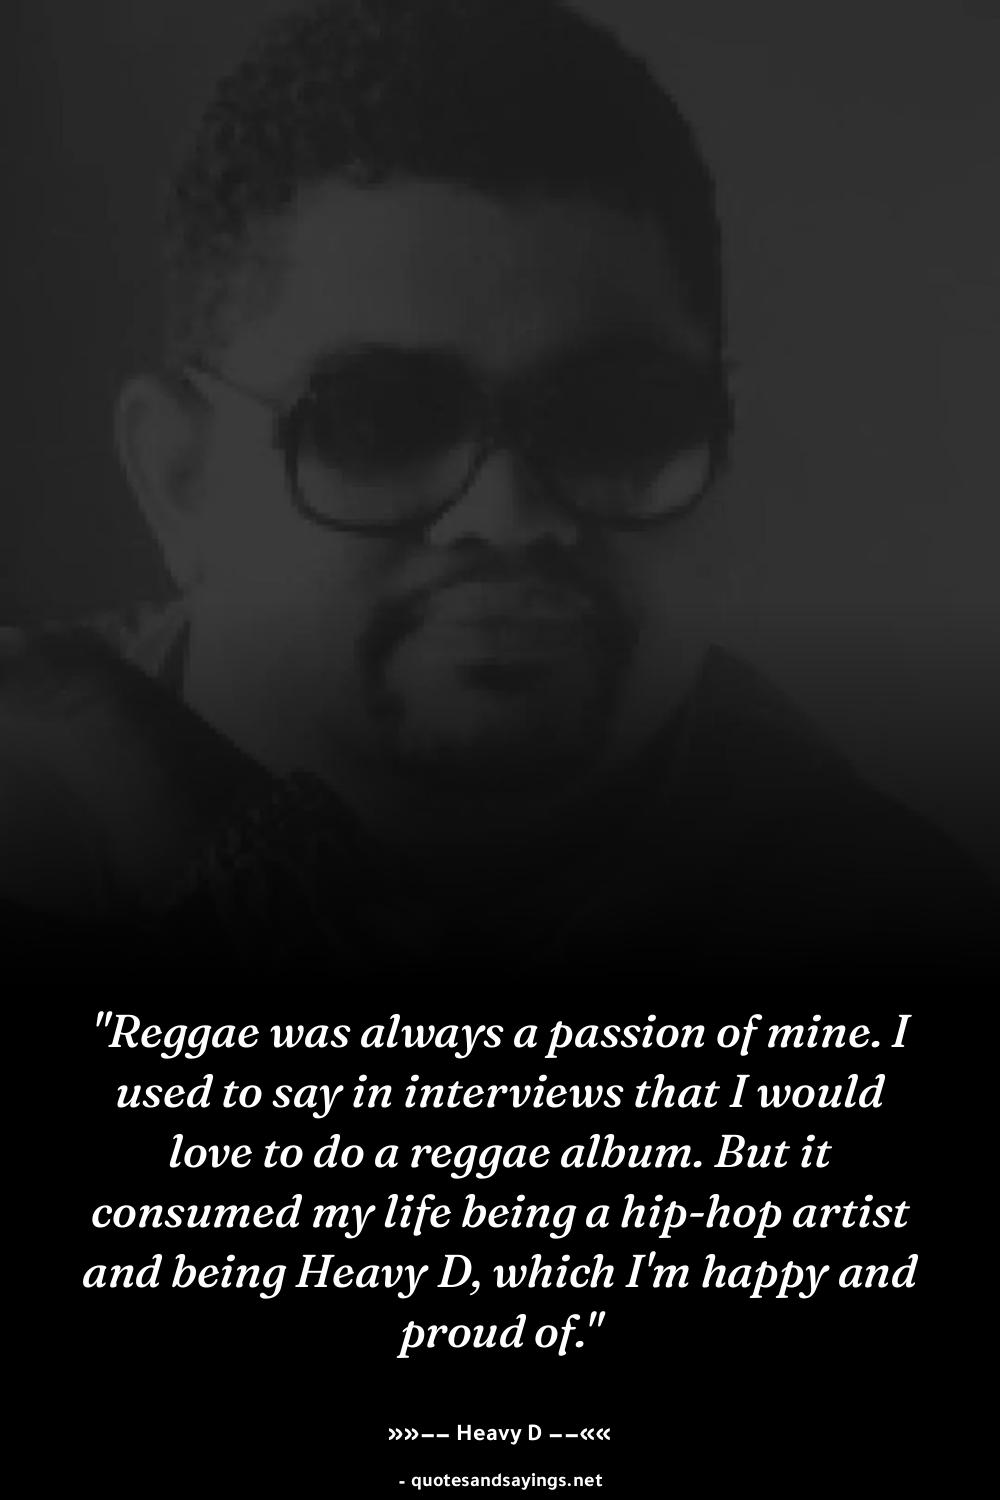 "Reggae was always a passion of mine. I
used to say in interviews that I would
love to do a reggae album. But it
consumed my life being a hip-hop artist
and being Heavy D, which I'm happy and
proud of."
»»–– Heavy D ––««
- quotesandsayings.net